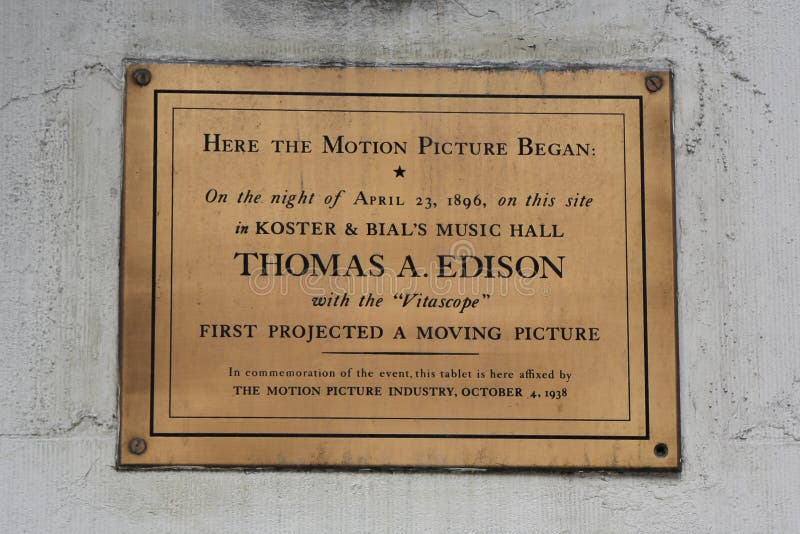 HERE THE MOTION PICTURE BEGAN:
On the night of APRIL 23, 1896, on this site
in KOSTER & BIAL'S MUSIC HALL
THOMAS A. EDISON
with the "Vitascope"
FIRST PROJECTED A MOVING PICTURE
In commemoration of the event, this tablet is here affixed by
THE MOTION PICTURE INDUSTRY, OCTOBER 4, 1938
dreamstime